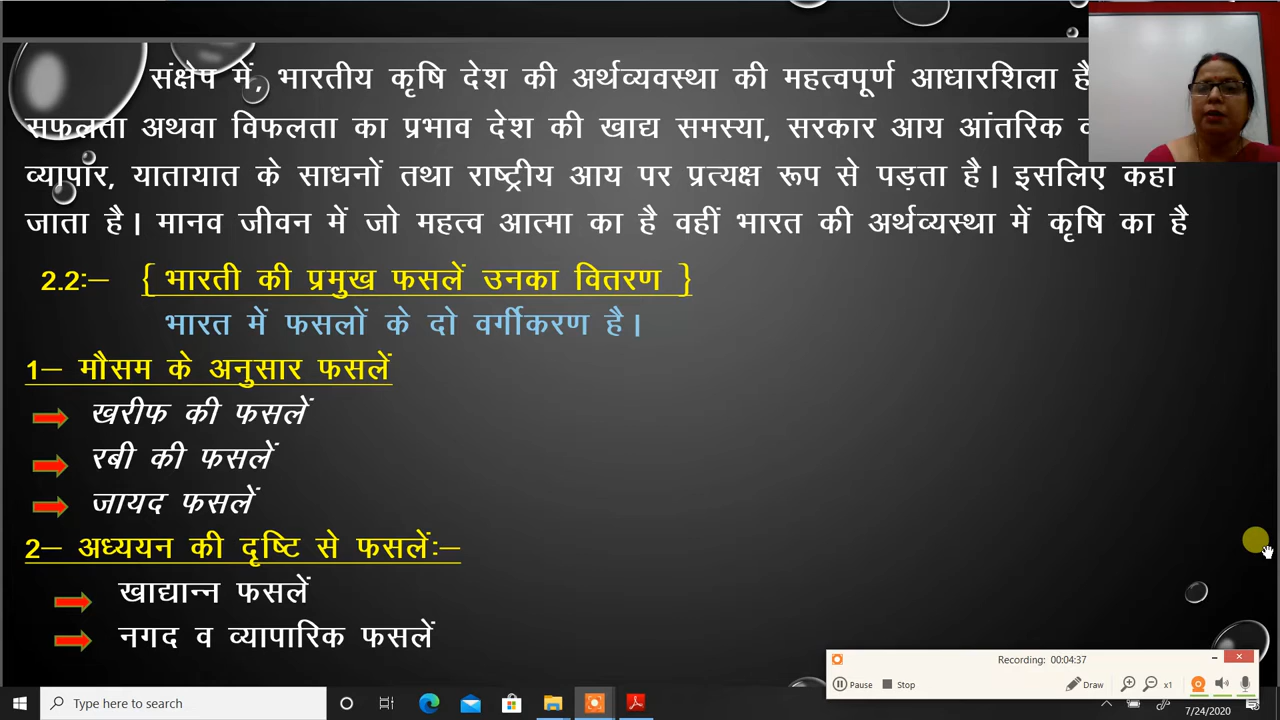 संक्षेप में, भारतीय कृषि देश की अर्थव्यवस्था की महत्वपूर्ण आधारशिला है
सफलता अथवा विफलता का प्रभाव देश की खाद्य समस्या, सरकार आय आंतरिक
व्यापार, यातायात के साधनों तथा राष्ट्रीय आय पर प्रत्यक्ष रूप से पड़ता है। इसलिए कहा
जाता है। मानव जीवन में जो महत्व आत्मा का है वहीं भारत की अर्थव्यस्था में कृषि का है
2.2:– { भारती की प्रमुख फसलें उनका वितरण }
भारत में फसलों के दो वर्गीकरण है।
1– मौसम के अनुसार फसलें
खरीफ की फसलें
रबी की फसलें
जायद फसलें
2– अध्ययन की दृष्टि से फसलें:–
खाद्यान्न फसलें
नगद व व्यापारिक फसलें
Recording: 00:04:37
Pause Stop Draw x1
Type here to search
7/24/2020